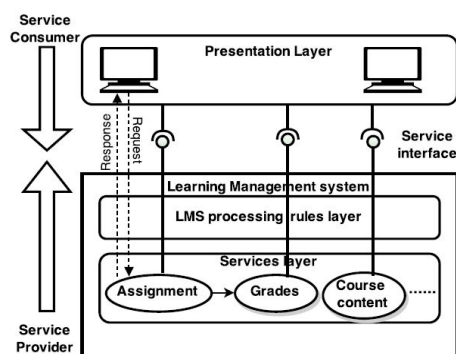 Service
Consumer
Presentation Layer
Response
Request
Service
interface
Learning Management system
LMS processing rules layer
Services layer
Assignment
Grades
Course
content
Service
Provider